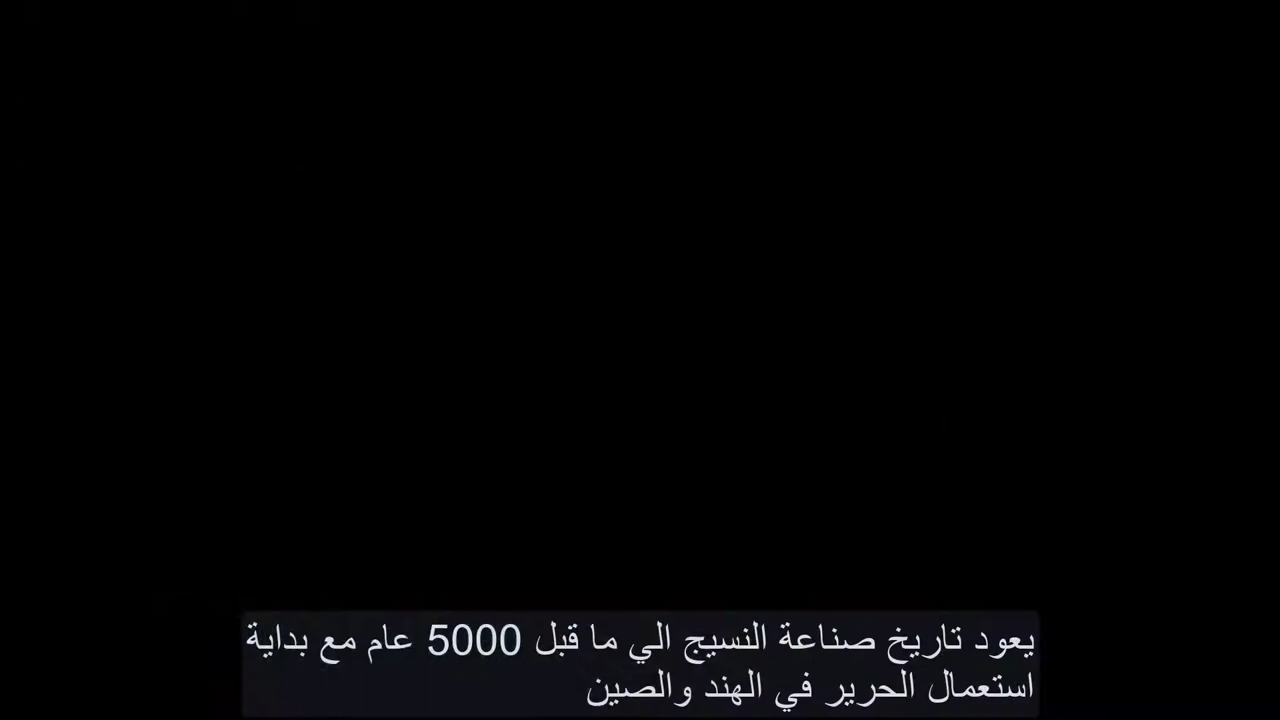 يعود تاريخ صناعة النسيج الي ما قبل 5000 عام مع بداية
استعمال الحرير في الهند والصين